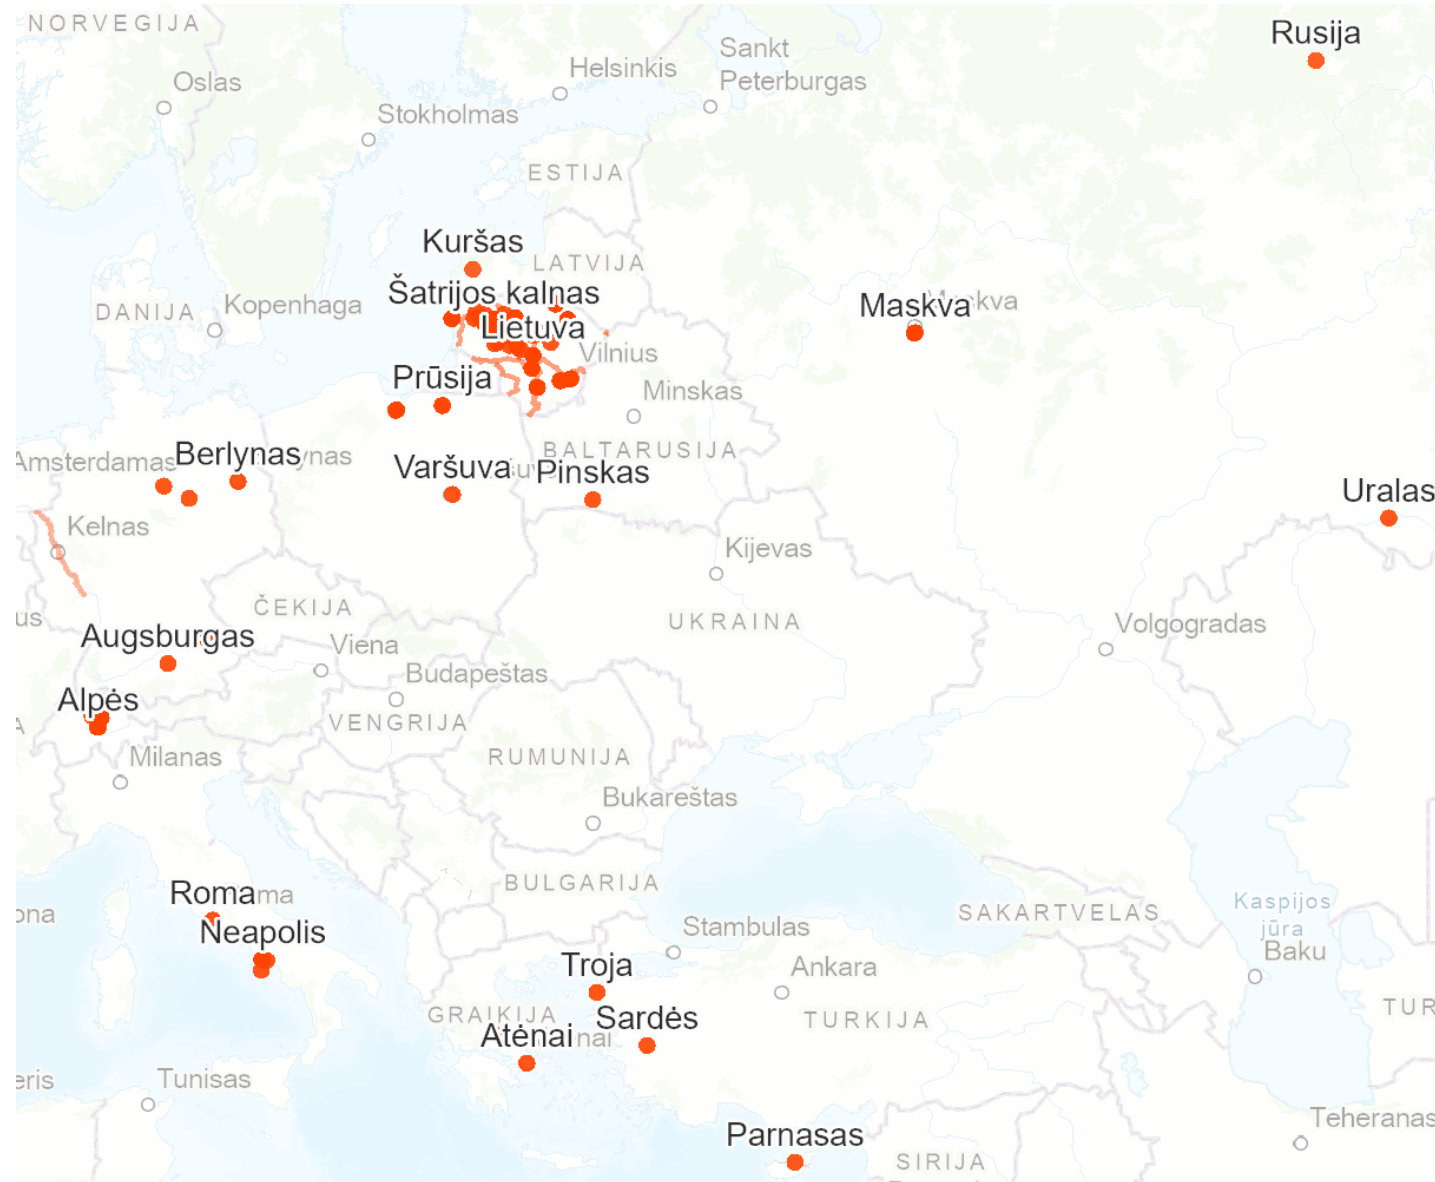 NORVEGIJA
Rusija
Sankt
Peterburgas
Helsinkis
Oslas
Stokholmas
ESTIJA
Kuršas
LATVIJA
Šatrijos kalnas
DANIJA
Kopenhaga
Maskva
Lietuva
Vilnius
Prūsija
Minskas
BALTARUSIJA
Amsterdamas
Berlynas
Varšuva
Pinskas
Uralas
Kelnas
Kijevas
ČEKIJA
UKRAINA
Volgogradas
Augsburgas
Viena
Budapeštas
Alpės
VENGRIJA
Milanas
RUMUNIJA
Bukareštas
BULGARIJA
Roma
Neapolis
Stambulas
SAKARTVELAS
Kaspijos
jūra
Baku
Troja
Ankara
GRAIKIJA
Atėnai
Sardės
TURKIJA
TUR
Tunisas
Teheranas
Parnasas
SIRIJA